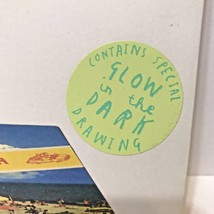 CONTAINS SPECIAL
GLOW
in the
DARK
DRAWING
A